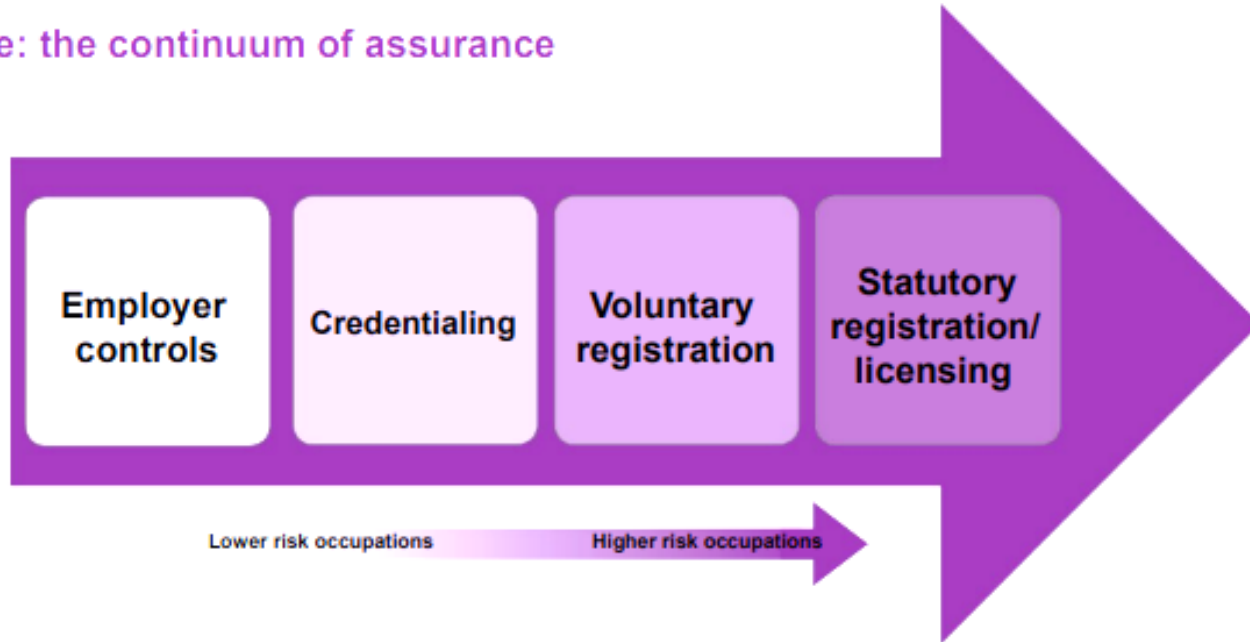 e: the continuum of assurance
Employer
controls
Credentialing
Voluntary
registration
Statutory
registration/
licensing
Lower risk occupations
Higher risk occupations